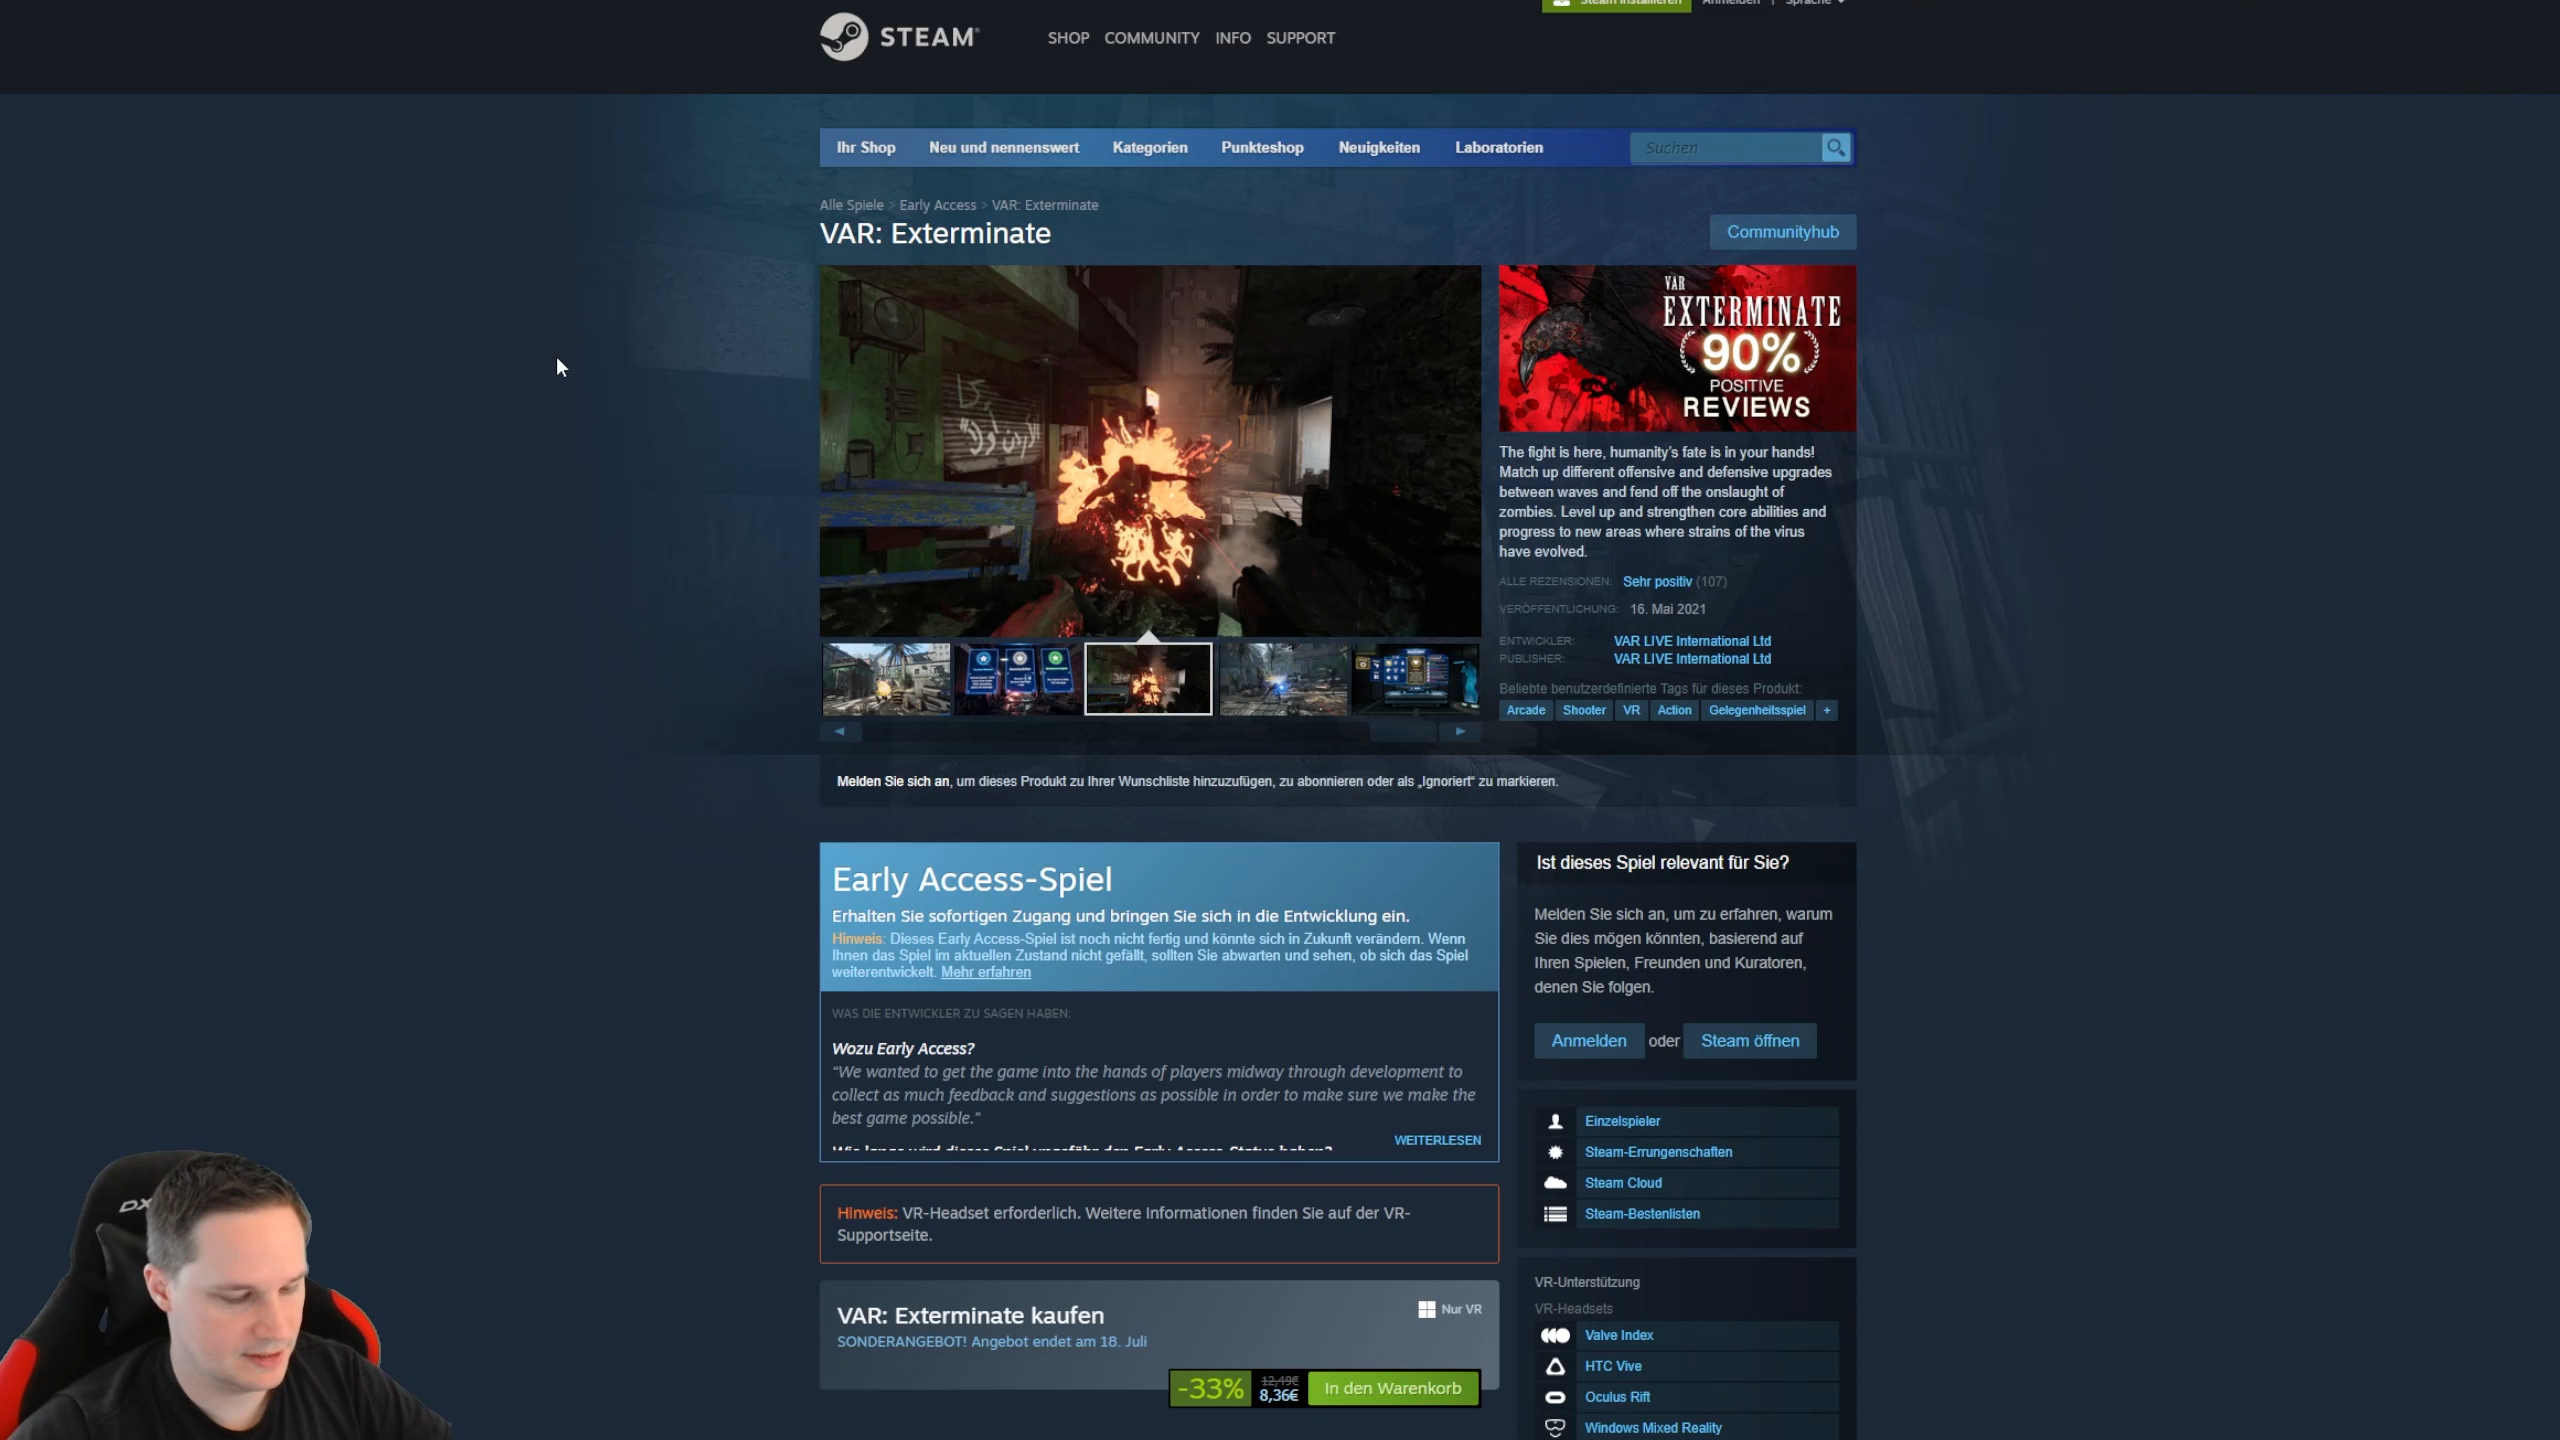 Steam installieren Anmelden | Sprache
STEAM SHOP COMMUNITY INFO SUPPORT
Ihr Shop Neu und nennenswert Kategorien Punkteshop Neuigkeiten Laboratorien Suchen
Alle Spiele > Early Access > VAR: Exterminate
VAR: Exterminate
Communityhub
VAR
EXTERMINATE
90%
POSITIVE
REVIEWS
The fight is here, humanity's fate is in your hands!
Match up different offensive and defensive upgrades
between waves and fend off the onslaught of
zombies. Level up and strengthen core abilities and
progress to new areas where strains of the virus
have evolved.
ALLE REZENSIONEN: Sehr positiv (107)
VERÖFFENTLICHUNG: 16. Mai 2021
ENTWICKLER: VAR LIVE International Ltd
PUBLISHER: VAR LIVE International Ltd
Beliebte benutzerdefinierte Tags für dieses Produkt:
Arcade Shooter VR Action Gelegenheitsspiel +
Melden Sie sich an, um dieses Produkt zu Ihrer Wunschliste hinzuzufügen, zu abonnieren oder als „Ignoriert“ zu markieren.
Early Access-Spiel
Erhalten Sie sofortigen Zugang und bringen Sie sich in die Entwicklung ein.
Hinweis: Dieses Early Access-Spiel ist noch nicht fertig und könnte sich in Zukunft verändern. Wenn
Ihnen das Spiel im aktuellen Zustand nicht gefällt, sollten Sie abwarten und sehen, ob sich das Spiel
weiterentwickelt. Mehr erfahren
WAS DIE ENTWICKLER ZU SAGEN HABEN:
Wozu Early Access?
“We wanted to get the game into the hands of players midway through development to
collect as much feedback and suggestions as possible in order to make sure we make the
best game possible.”
Wie lange wird dieses Spiel ungefähr den Early Access-Status haben?
WEITERLESEN
Hinweis: VR-Headset erforderlich. Weitere Informationen finden Sie auf der VR-
Supportseite.
VAR: Exterminate kaufen
Nur VR
SONDERANGEBOT! Angebot endet am 18. Juli
-33% 12,49€ 8,36€ In den Warenkorb
Ist dieses Spiel relevant für Sie?
Melden Sie sich an, um zu erfahren, warum
Sie dies mögen könnten, basierend auf
Ihren Spielen, Freunden und Kuratoren,
denen Sie folgen.
Anmelden oder Steam öffnen
Einzelspieler
Steam-Errungenschaften
Steam Cloud
Steam-Bestenlisten
VR-Unterstützung
VR-Headsets
Valve Index
HTC Vive
Oculus Rift
Windows Mixed Reality
DX